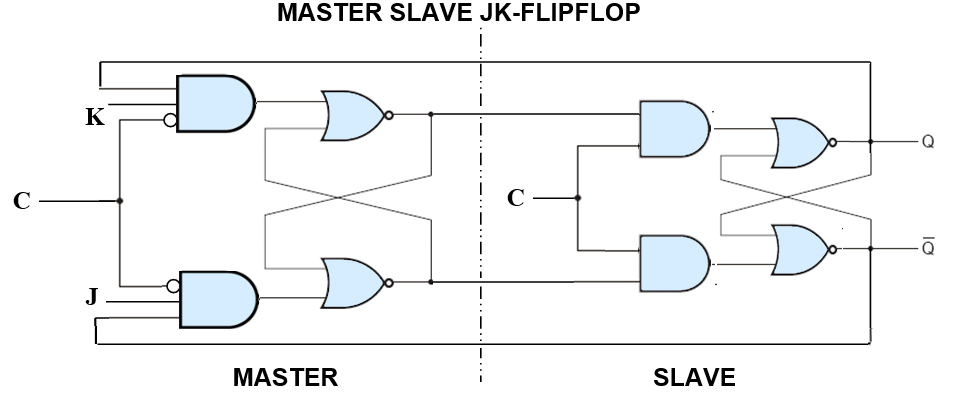 MASTER SLAVE JK-FLIPFLOP
K
Q
C
C
Q̅
J
MASTER
SLAVE